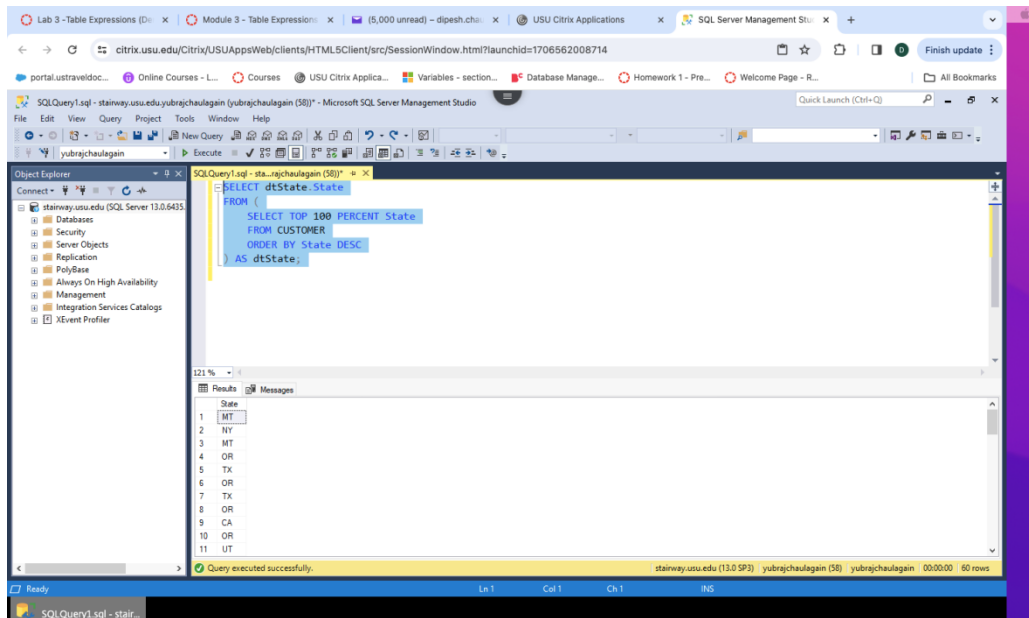 Lab 3 -Table Expressions (De
Module 3 - Table Expressions
(5,000 unread) – dipesh.chau
USU Citrix Applications
SQL Server Management Stu
citrix.usu.edu/Citrix/USUAppsWeb/clients/HTML5Client/src/SessionWindow.html?launchid=1706562008714
D
Finish update
portal.ustraveldoc...
Online Courses - L...
Courses
USU Citrix Applica...
Variables - section...
Database Manage...
Homework 1 - Pre...
Welcome Page - R...
All Bookmarks
SQLQuery1.sql - stairway.usu.edu.yubrajchaulagain (yubrajchaulagain (58))* - Microsoft SQL Server Management Studio
Quick Launch (Ctrl+Q)
File Edit View Query Project Tools Window Help
New Query
yubrajchaulagain
Execute
Object Explorer
SQLQuery1.sql - sta...rajchaulagain (58))*
Connect
stairway.usu.edu (SQL Server 13.0.6435.
Databases
Security
Server Objects
Replication
PolyBase
Always On High Availability
Management
Integration Services Catalogs
XEvent Profiler
SELECT dtState.State
FROM (
SELECT TOP 100 PERCENT State
FROM CUSTOMER
ORDER BY State DESC
) AS dtState;
121 %
Results Messages
State
1 MT
2 NY
3 MT
4 OR
5 TX
6 OR
7 TX
8 OR
9 CA
10 OR
11 UT
Query executed successfully.
stairway.usu.edu (13.0 SP3) yubrajchaulagain (58) yubrajchaulagain 00:00:00 60 rows
Ready Ln 1 Col 1 Ch 1 INS
SQLQuery1.sql - stair...